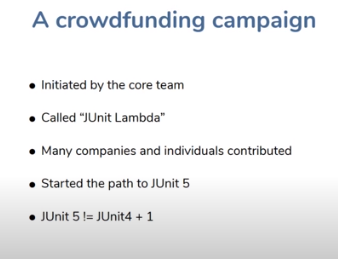 A crowdfunding campaign
• Initiated by the core team
• Called “JUnit Lambda”
• Many companies and individuals contributed
• Started the path to JUnit 5
• JUnit 5 != JUnit4 + 1